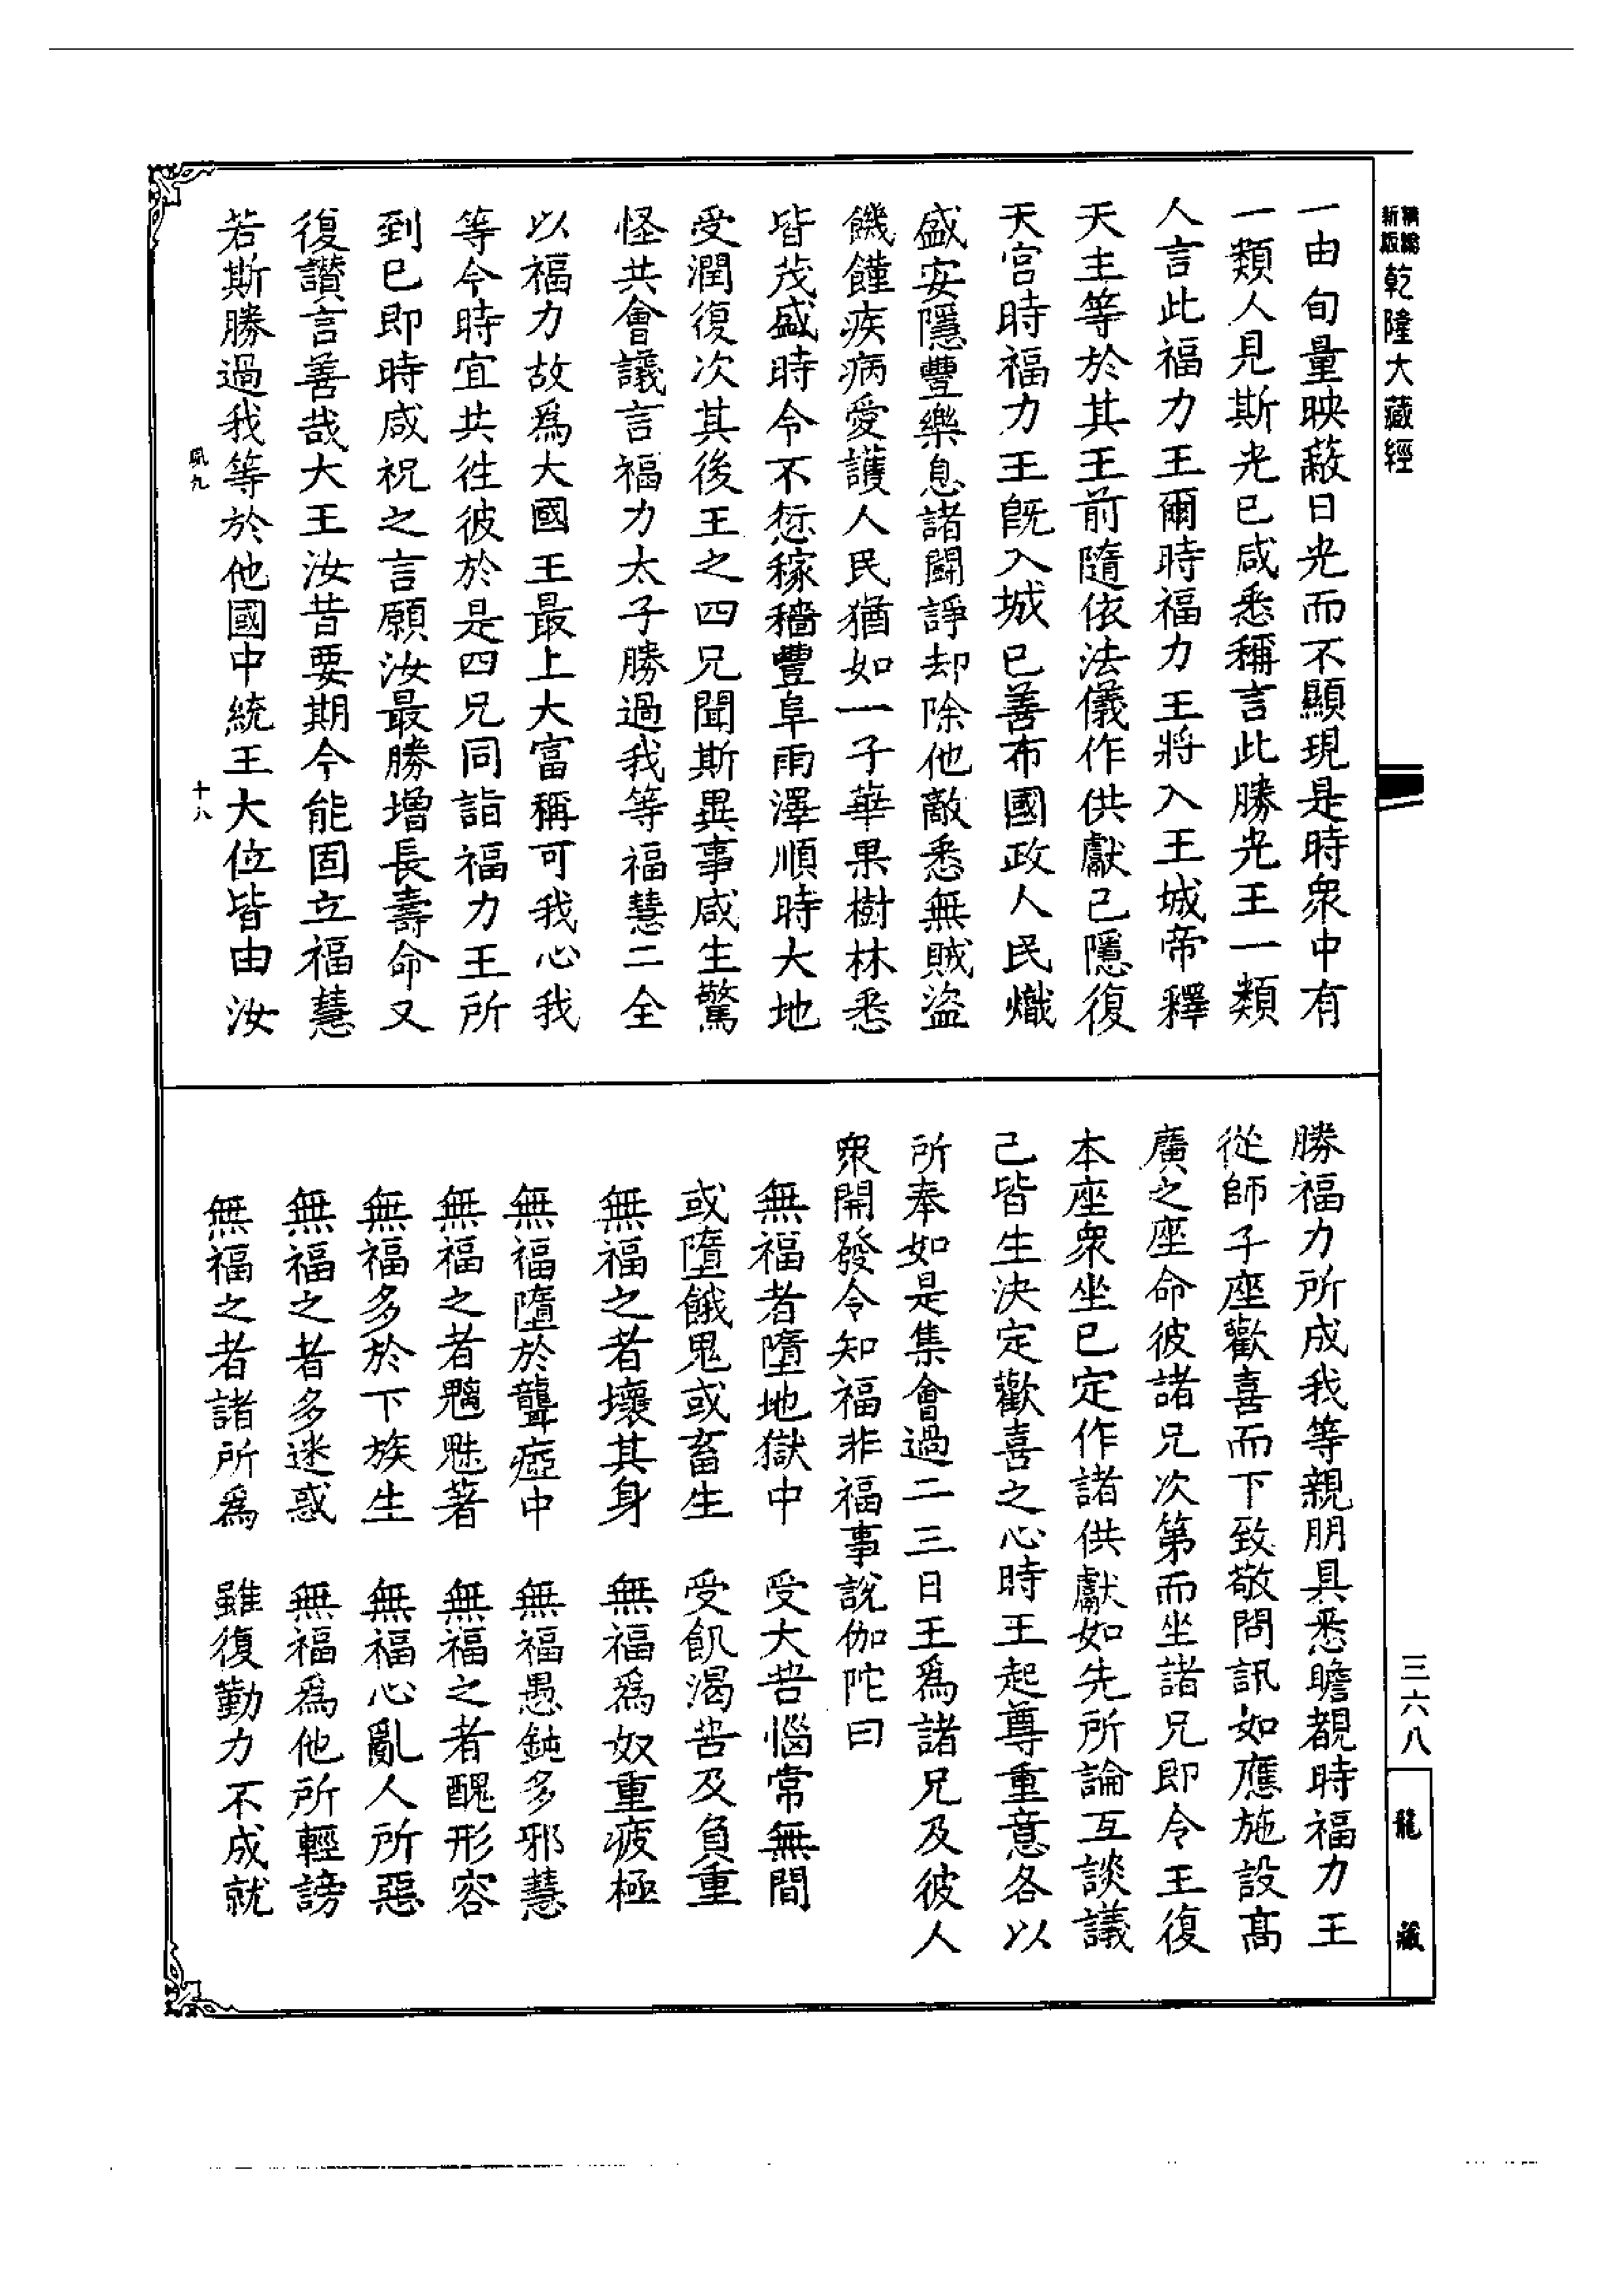 乾隆大藏經
一由旬量映蔽日光而不顯現是時衆中有
一類人見斯光已咸悉稱言此勝光王一類
人言此福力王爾時福力王將入王城帝釋
天主等於其王前隨依法儀作供獻已隱復
天宮時福力王旣入城已善布國政人民熾
盛安隱豐樂息諸鬭諍却除他敵悉無賊盜
饑饉疾病愛護人民猶如一子華果樹林悉
皆茂盛時令不愆稼穡豐阜雨澤順時大地
受潤復次其後王之四兄聞斯異事咸生驚
怪共會議言福力太子勝過我等福慧二全
以福力故爲大國王最上大富稱可我心我
等今時宜共往彼於是四兄同詣福力王所
到已即時咸祝之言願汝最勝增長壽命又
復讚言善哉大王汝昔要期今能固立福慧
若斯勝過我等於他國中統王大位皆由汝
十八
勝福力所成我等親朋具悉瞻覩時福力王
從師子座歡喜而下致敬問訊如應施設高
廣之座命彼諸兄次第而坐諸兄即令王復
本座衆坐已定作諸供獻如先所論互談議
已皆生決定歡喜之心時王起尊重意各以
所奉如是集會過二三日王爲諸兄及彼人
衆開發令知福非福事說伽陀曰
無福者墮地獄中 受大苦惱常無間
或墮餓鬼或畜生 受飢渴苦及負重
無福之者壞其身 無福爲奴重疲極
無福墮於聾瘂中 無福愚鈍多邪慧
無福之者魍魎著 無福之者醜形容
無福多於下族生 無福心亂人所惡
無福之者多迷惑 無福爲他所輕謗
無福之者諸所爲 雖復勤力不成就
三六八
龍藏